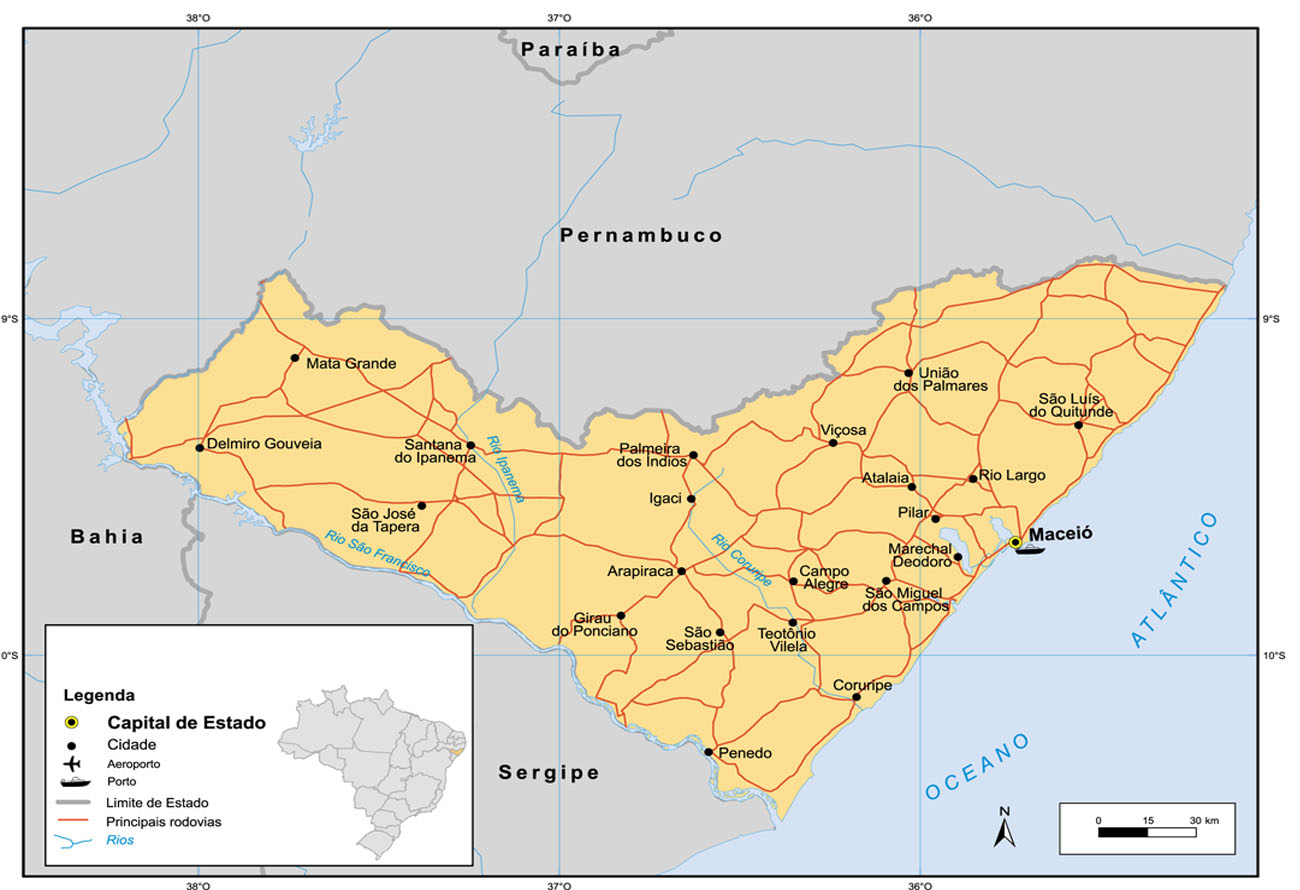 38°O 37°O 36°O
Paraíba
Pernambuco
9°S 9°S
Mata Grande
União
dos Palmares
São Luís
do Quitunde
Delmiro Gouveia
Santana
do Ipanema
Rio Ipanema
Palmeira
dos Índios
Viçosa
Igaci
Atalaia
Rio Largo
São José
da Tapera
Pilar
Maceió
Bahia
Rio São Francisco
Rio Coruripe
Marechal
Deodoro
Arapiraca
Campo
Alegre
São Miguel
dos Campos
Girau
do Ponciano
São
Sebastião
Teotônio
Vilela
0°S 10°S
Coruripe
Penedo
Sergipe
OCEANO ATLÂNTICO
Legenda
Capital de Estado
Cidade
Aeroporto
Porto
Limite de Estado
Principais rodovias
Rios
N
0 15 30 km
38°O 37°O 36°O